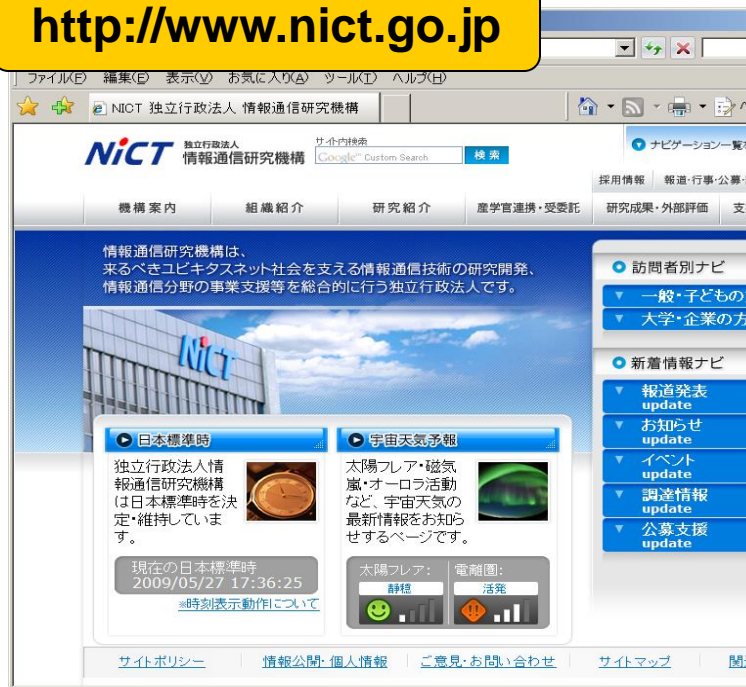 http://www.nict.go.jp
ファイル(F) 編集(E) 表示(V) お気に入り(A) ツール(T) ヘルプ(H)
NICT 独立行政法人 情報通信研究機構
NiCT 独立行政法人 情報通信研究機構
サイト内検索
Google™ Custom Search 検索
ナビゲーション一覧
採用情報 報道・行事・公募・
機構案内 組織紹介 研究紹介 産学官連携・受委託 研究成果・外部評価 支
情報通信研究機構は、
来るべきユビキタスネット社会を支える情報通信技術の研究開発、
情報通信分野の事業支援等を総合的に行う独立行政法人です。
NiCT
訪問者別ナビ
一般・子どもの
大学・企業の方
新着情報ナビ
報道発表
update
お知らせ
update
イベント
update
調達情報
update
公募支援
update
日本標準時
独立行政法人情
報通信研究機構
は日本標準時を決
定・維持していま
す。
現在の日本標準時
2009/05/27 17:36:25
※時刻表示動作について
宇宙天気予報
太陽フレア・磁気
嵐・オーロラ活動
など、宇宙天気の
最新情報をお知ら
せするページです。
太陽フレア: 電離圏:
静穏 活発
サイトポリシー 情報公開・個人情報 ご意見・お問い合わせ サイトマップ 関